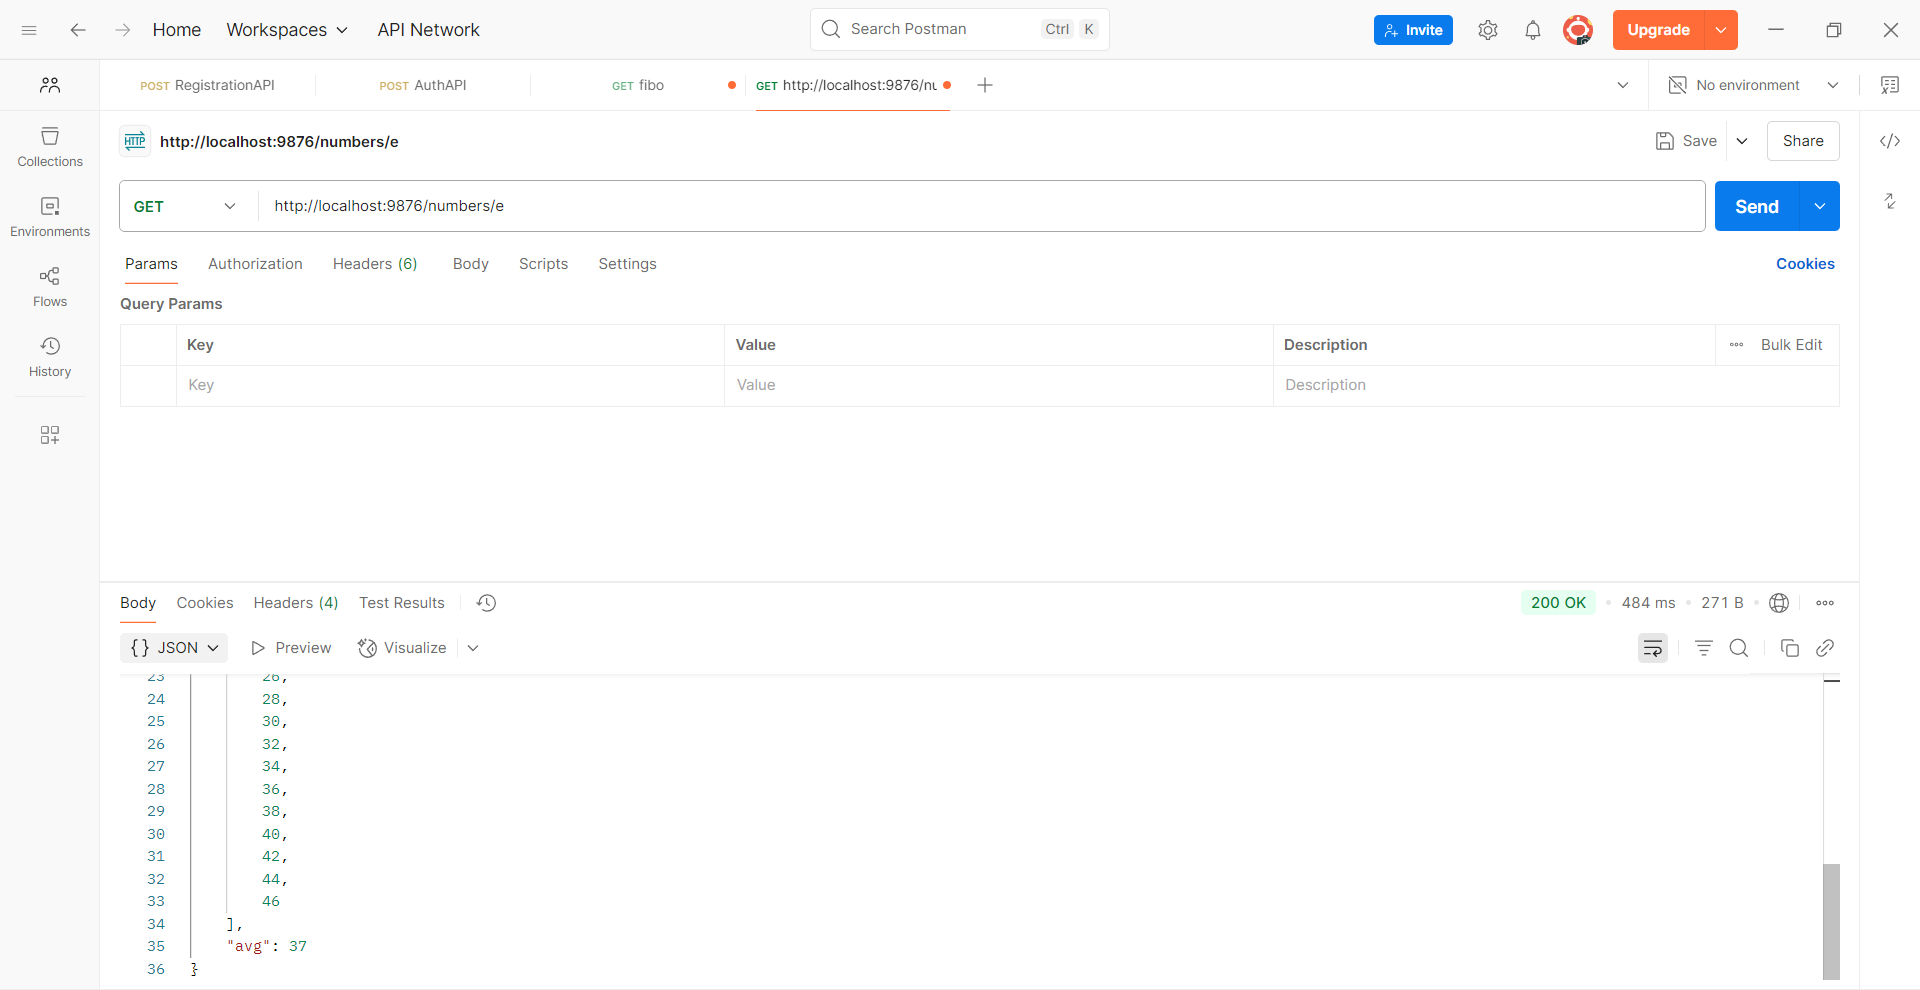 Home Workspaces API Network Search Postman Ctrl K Invite Upgrade
POST RegistrationAPI POST AuthAPI GET fibo GET http://localhost:9876/nu No environment
HTTP http://localhost:9876/numbers/e Save Share
Collections
Environments
Flows
History
GET http://localhost:9876/numbers/e Send
Params Authorization Headers (6) Body Scripts Settings Cookies
Query Params
Key Value Description Bulk Edit
Key Value Description
Body Cookies Headers (4) Test Results 200 OK 484 ms 271 B
{} JSON Preview Visualize
23 26,
24 28,
25 30,
26 32,
27 34,
28 36,
29 38,
30 40,
31 42,
32 44,
33 46
34 ],
35 "avg": 37
36 }